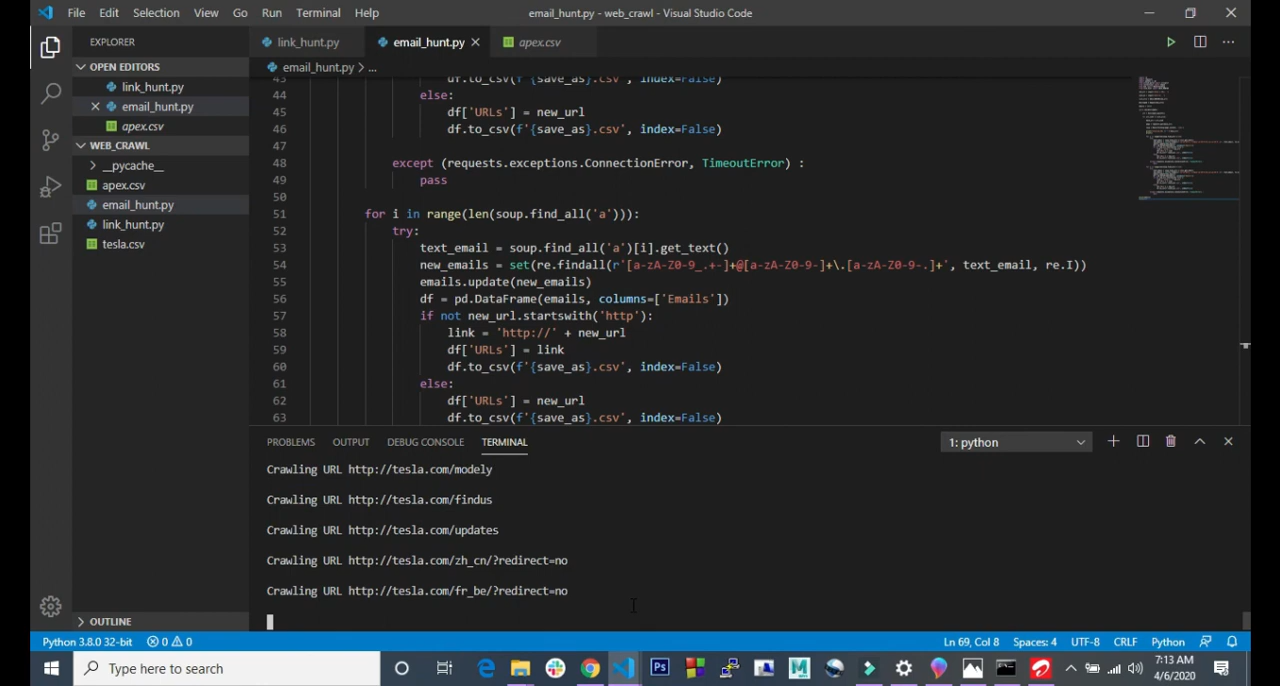 File Edit Selection View Go Run Terminal Help
email_hunt.py - web_crawl - Visual Studio Code
EXPLORER
OPEN EDITORS
link_hunt.py
email_hunt.py
apex.csv
WEB_CRAWL
__pycache__
apex.csv
email_hunt.py
link_hunt.py
tesla.csv
OUTLINE
link_hunt.py
email_hunt.py
apex.csv
email_hunt.py > ...
43 df.to_csv(f'{save_as}.csv', index=False)
44 else:
45 df['URLs'] = new_url
46 df.to_csv(f'{save_as}.csv', index=False)
47
48 except (requests.exceptions.ConnectionError, TimeoutError) :
49 pass
50
51 for i in range(len(soup.find_all('a'))):
52 try:
53 text_email = soup.find_all('a')[i].get_text()
54 new_emails = set(re.findall(r'[a-zA-Z0-9_.+-]+@[a-zA-Z0-9-]+\.[a-zA-Z0-9-.]+', text_email, re.I))
55 emails.update(new_emails)
56 df = pd.DataFrame(emails, columns=['Emails'])
57 if not new_url.startswith('http'):
58 link = 'http://' + new_url
59 df['URLs'] = link
60 df.to_csv(f'{save_as}.csv', index=False)
61 else:
62 df['URLs'] = new_url
63 df.to_csv(f'{save_as}.csv', index=False)
PROBLEMS OUTPUT DEBUG CONSOLE TERMINAL
1: python
Crawling URL http://tesla.com/modely
Crawling URL http://tesla.com/findus
Crawling URL http://tesla.com/updates
Crawling URL http://tesla.com/zh_cn/?redirect=no
Crawling URL http://tesla.com/fr_be/?redirect=no
Python 3.8.0 32-bit 0 0
Ln 69, Col 8 Spaces: 4 UTF-8 CRLF Python
Type here to search
Ps
7:13 AM
4/6/2020